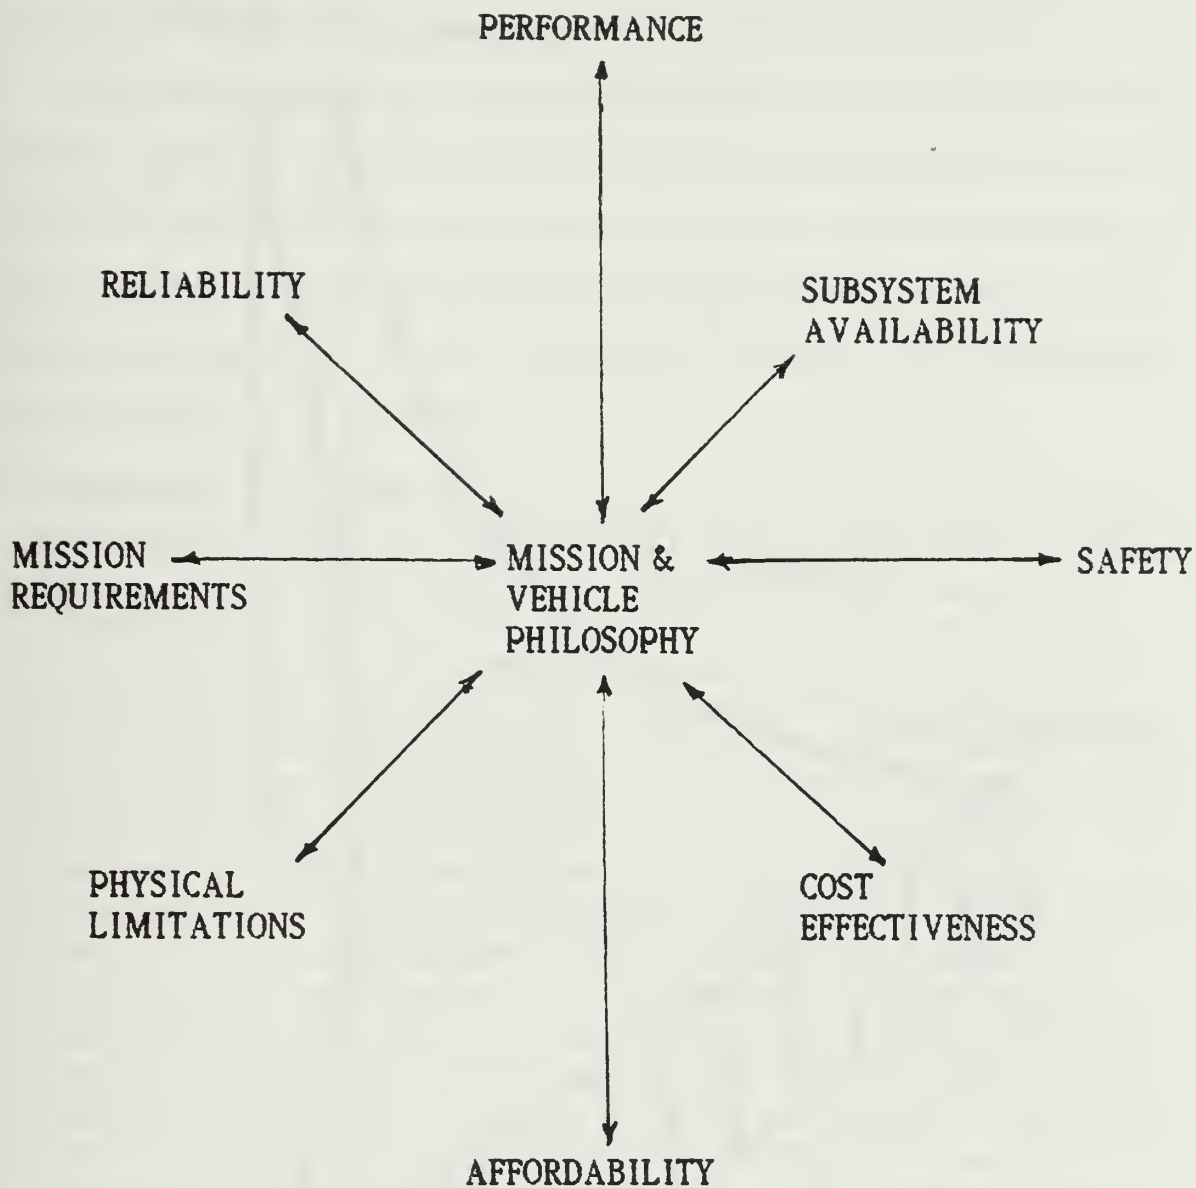 PERFORMANCE
RELIABILITY
SUBSYSTEM
AVAILABILITY
MISSION
REQUIREMENTS
MISSION &
VEHICLE
PHILOSOPHY
SAFETY
PHYSICAL
LIMITATIONS
COST
EFFECTIVENESS
AFFORDABILITY